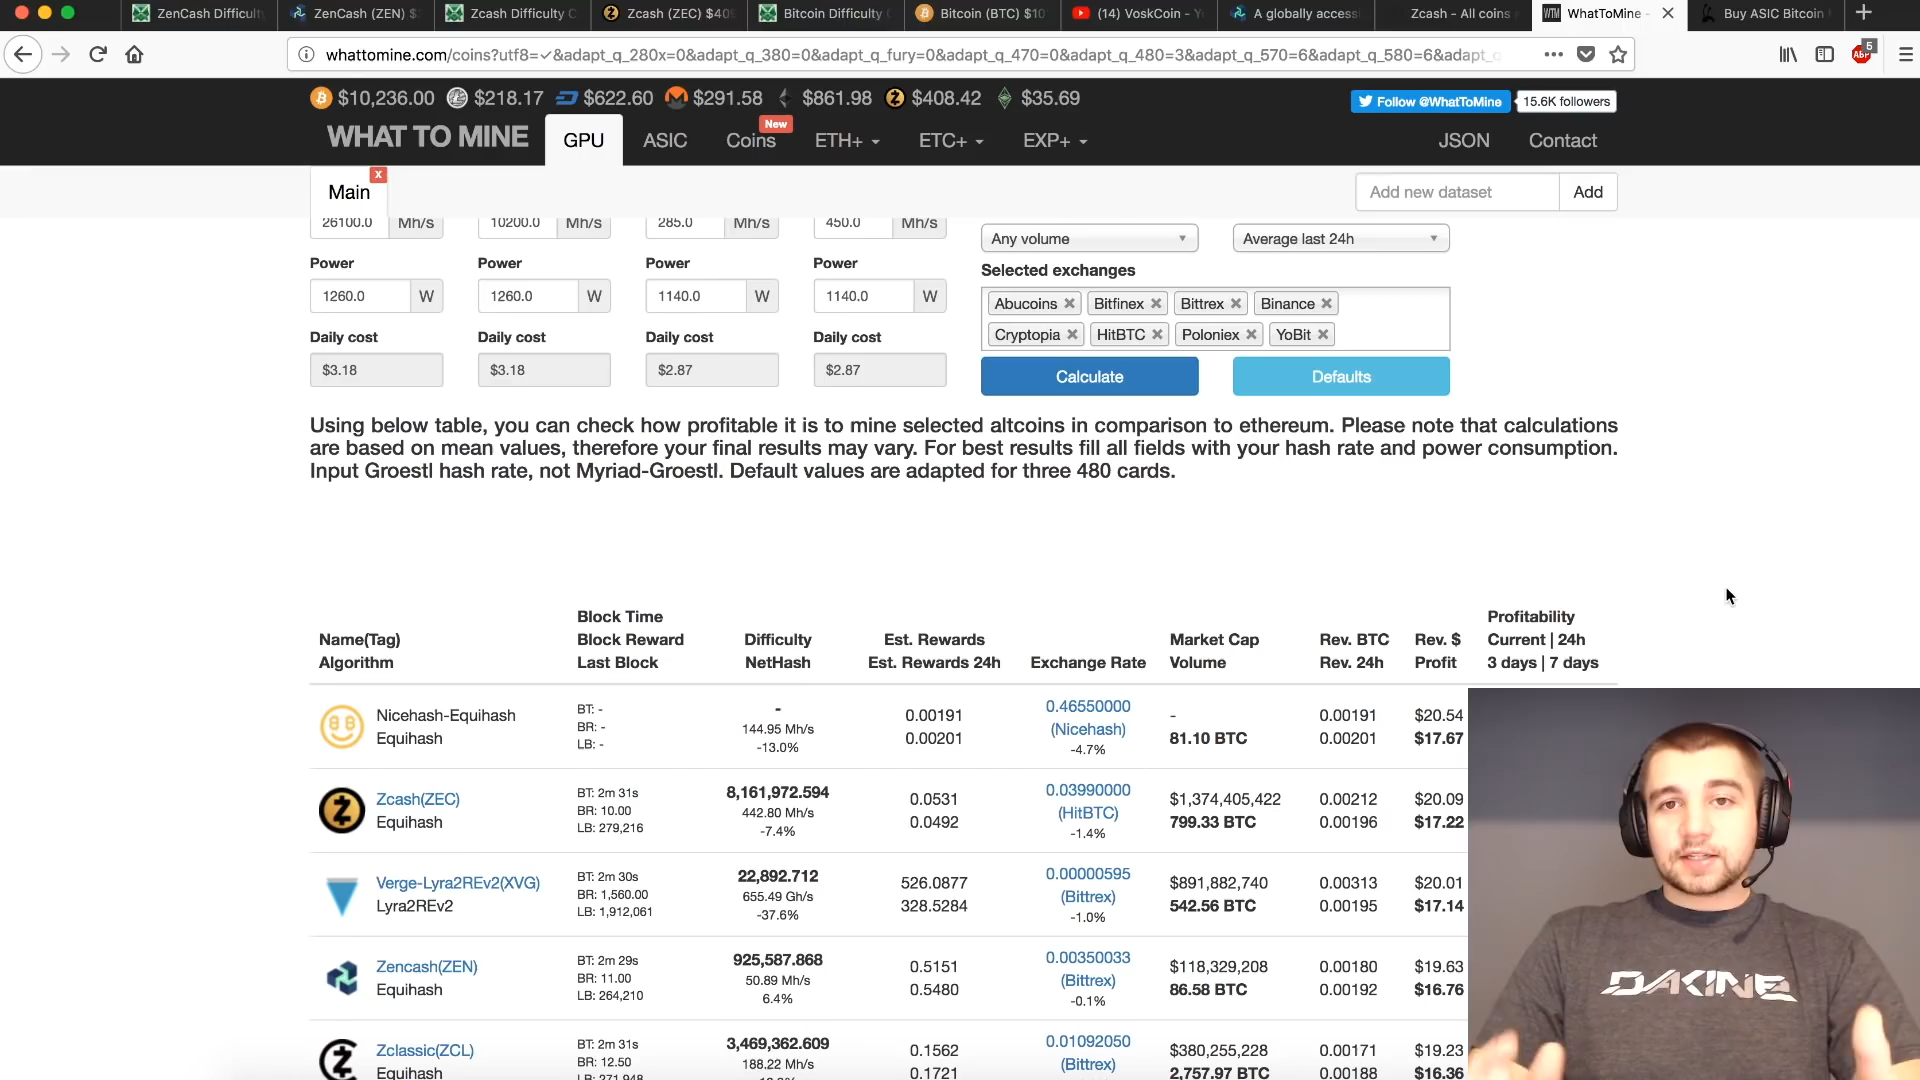 ZenCash Difficulty
ZenCash (ZEN) $
Zcash Difficulty C
Zcash (ZEC) $40
Bitcoin Difficulty
Bitcoin (BTC) $10
(14) VoskCoin - Y
A globally access
Zcash - All coins
WhatToMine -
Buy ASIC Bitcoin
whattomine.com/coins?utf8=✓&adapt_q_280x=0&adapt_q_380=0&adapt_q_fury=0&adapt_q_470=0&adapt_q_480=3&adapt_q_570=6&adapt_q_580=6&adapt_q
ABP 5
$10,236.00 $218.17 $622.60 $291.58 $861.98 $408.42 $35.69
Follow @WhatToMine 15.6K followers
WHAT TO MINE GPU ASIC Coins New ETH+ ETC+ EXP+ JSON Contact
Main x
Add new dataset Add
26100.0 Mh/s 10200.0 Mh/s 285.0 Mh/s 450.0 Mh/s
Any volume Average last 24h
Power Power Power Power
Selected exchanges
1260.0 W 1260.0 W 1140.0 W 1140.0 W
Abucoins Bitfinex Bittrex Binance
Cryptopia HitBTC Poloniex YoBit
Daily cost Daily cost Daily cost Daily cost
$3.18 $3.18 $2.87 $2.87
Calculate Defaults
Using below table, you can check how profitable it is to mine selected altcoins in comparison to ethereum. Please note that calculations
are based on mean values, therefore your final results may vary. For best results fill all fields with your hash rate and power consumption.
Input Groestl hash rate, not Myriad-Groestl. Default values are adapted for three 480 cards.
Block Time Profitability
Name(Tag) Block Reward Difficulty Est. Rewards Market Cap Rev. BTC Rev. $ Current | 24h
Algorithm Last Block NetHash Est. Rewards 24h Exchange Rate Volume Rev. 24h Profit 3 days | 7 days
Nicehash-Equihash
Equihash
BT: -
BR: -
LB: -
-
144.95 Mh/s
-13.0%
0.00191
0.00201
0.46550000
(Nicehash)
-4.7%
-
81.10 BTC
0.00191
0.00201
$20.54
$17.67
Zcash(ZEC)
Equihash
BT: 2m 31s
BR: 10.00
LB: 279,216
8,161,972.594
442.80 Mh/s
-7.4%
0.0531
0.0492
0.03990000
(HitBTC)
-1.4%
$1,374,405,422
799.33 BTC
0.00212
0.00196
$20.09
$17.22
Verge-Lyra2REv2(XVG)
Lyra2REv2
BT: 2m 30s
BR: 1,560.00
LB: 1,912,061
22,892.712
655.49 Gh/s
-37.6%
526.0877
328.5284
0.00000595
(Bittrex)
-1.0%
$891,882,740
542.56 BTC
0.00313
0.00195
$20.01
$17.14
Zencash(ZEN)
Equihash
BT: 2m 29s
BR: 11.00
LB: 264,210
925,587.868
50.89 Mh/s
6.4%
0.5151
0.5480
0.00350033
(Bittrex)
-0.1%
$118,329,208
86.58 BTC
0.00180
0.00192
$19.63
$16.76
Zclassic(ZCL)
Equihash
BT: 2m 31s
BR: 12.50
LB: 271,948
3,469,362.609
188.22 Mh/s
0.1562
0.1721
0.01092050
(Bittrex)
$380,255,228
2,757.97 BTC
0.00171
0.00188
$19.23
$16.36
DAKINE